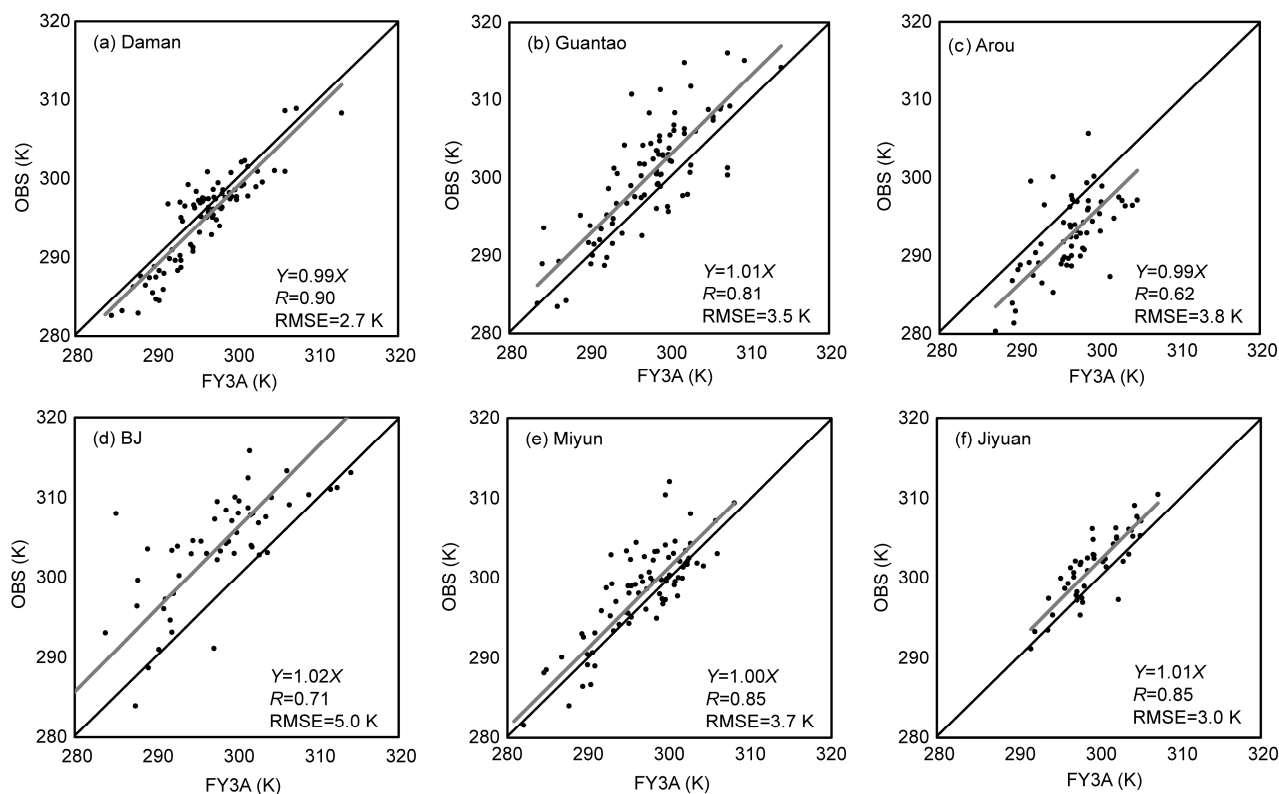 (a) Daman
320
310
300
290
280
OBS (K)
Y=0.99X
R=0.90
RMSE=2.7 K
280 290 300 310 320
FY3A (K)
(b) Guantao
320
310
300
290
280
OBS (K)
Y=1.01X
R=0.81
RMSE=3.5 K
280 290 300 310 320
FY3A (K)
(c) Arou
320
310
300
290
280
OBS (K)
Y=0.99X
R=0.62
RMSE=3.8 K
280 290 300 310 320
FY3A (K)
(d) BJ
320
310
300
290
280
OBS (K)
Y=1.02X
R=0.71
RMSE=5.0 K
280 290 300 310 320
FY3A (K)
(e) Miyun
320
310
300
290
280
OBS (K)
Y=1.00X
R=0.85
RMSE=3.7 K
280 290 300 310 320
FY3A (K)
(f) Jiyuan
320
310
300
290
280
OBS (K)
Y=1.01X
R=0.85
RMSE=3.0 K
280 290 300 310 320
FY3A (K)